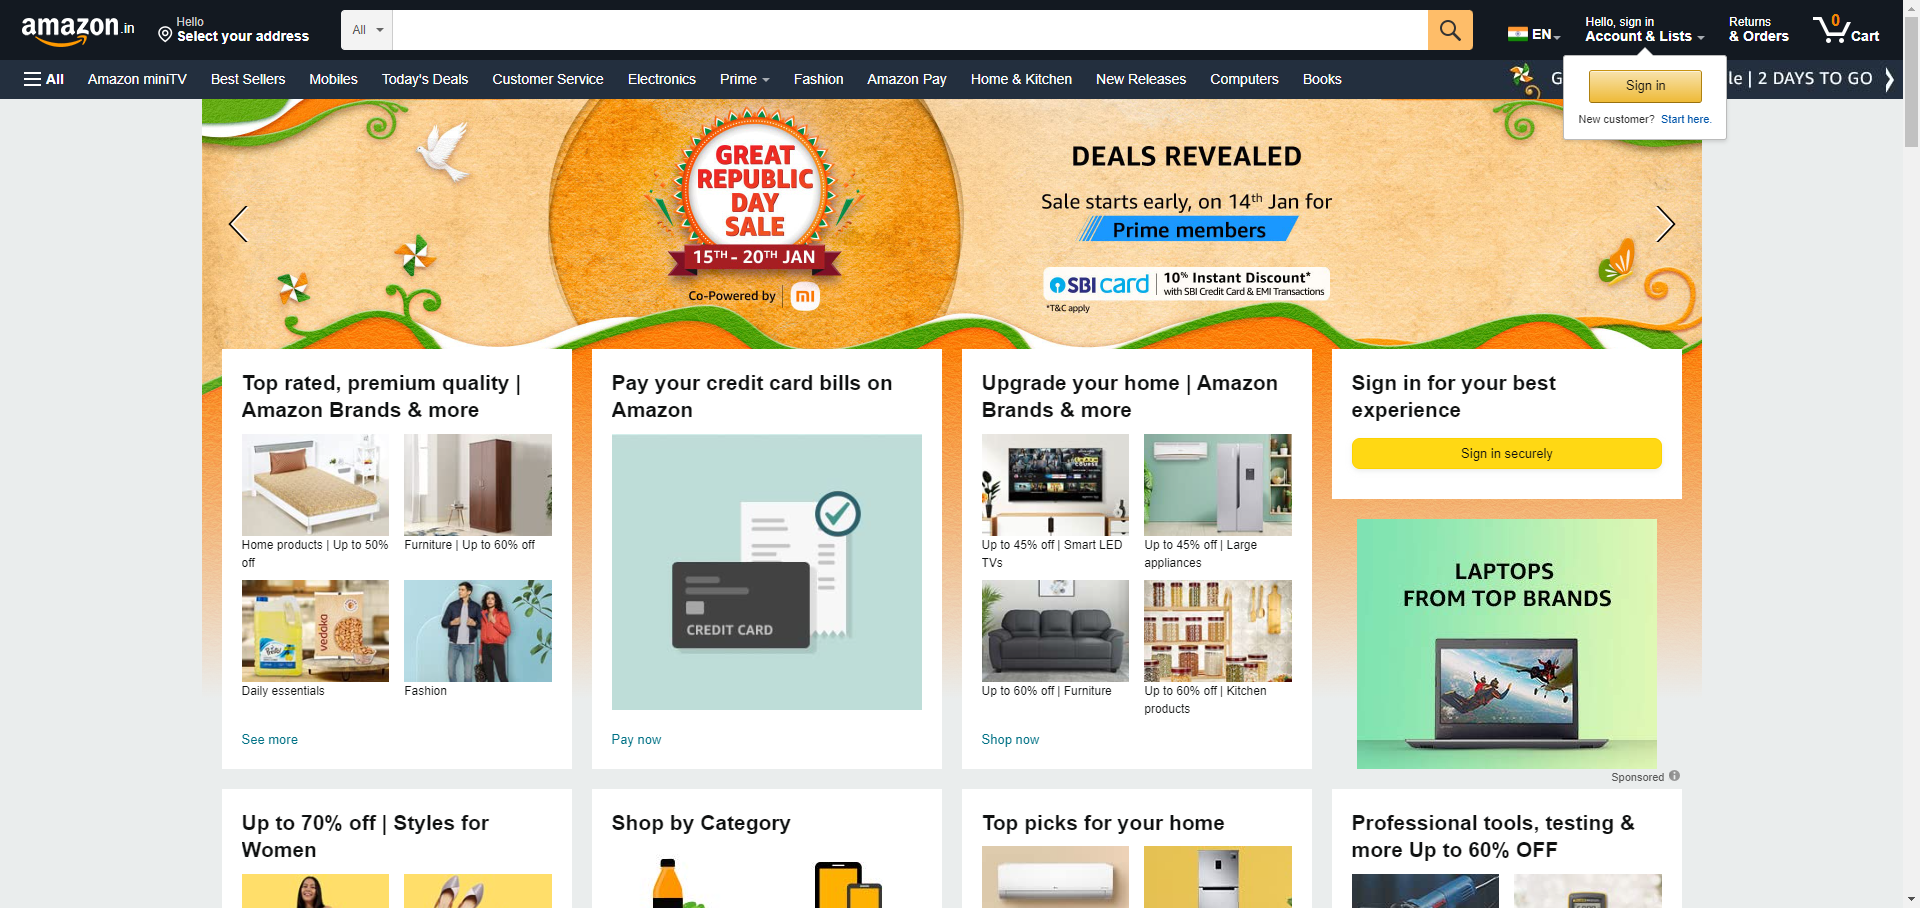 amazon.in
Hello
Select your address
All
EN
Hello, sign in
Account & Lists
Returns
& Orders
0
Cart
All
Amazon miniTV
Best Sellers
Mobiles
Today's Deals
Customer Service
Electronics
Prime
Fashion
Amazon Pay
Home & Kitchen
New Releases
Computers
Books
| 2 DAYS TO GO
Sign in
New customer? Start here.
GREAT
REPUBLIC
DAY
SALE
15TH - 20TH JAN
Co-Powered by mi
DEALS REVEALED
Sale starts early, on 14th Jan for
Prime members
SBI card
10% Instant Discount*
with SBI Credit Card & EMI Transactions
*T&C apply
Top rated, premium quality |
Amazon Brands & more
Home products | Up to 50%
off
Furniture | Up to 60% off
vedaka
Daily essentials
Fashion
See more
Pay your credit card bills on
Amazon
CREDIT CARD
Pay now
Upgrade your home | Amazon
Brands & more
Up to 45% off | Smart LED
TVs
Up to 45% off | Large
appliances
Up to 60% off | Furniture
Up to 60% off | Kitchen
products
Shop now
Sign in for your best
experience
Sign in securely
LAPTOPS
FROM TOP BRANDS
Sponsored
Up to 70% off | Styles for
Women
Shop by Category
Top picks for your home
Professional tools, testing &
more Up to 60% OFF